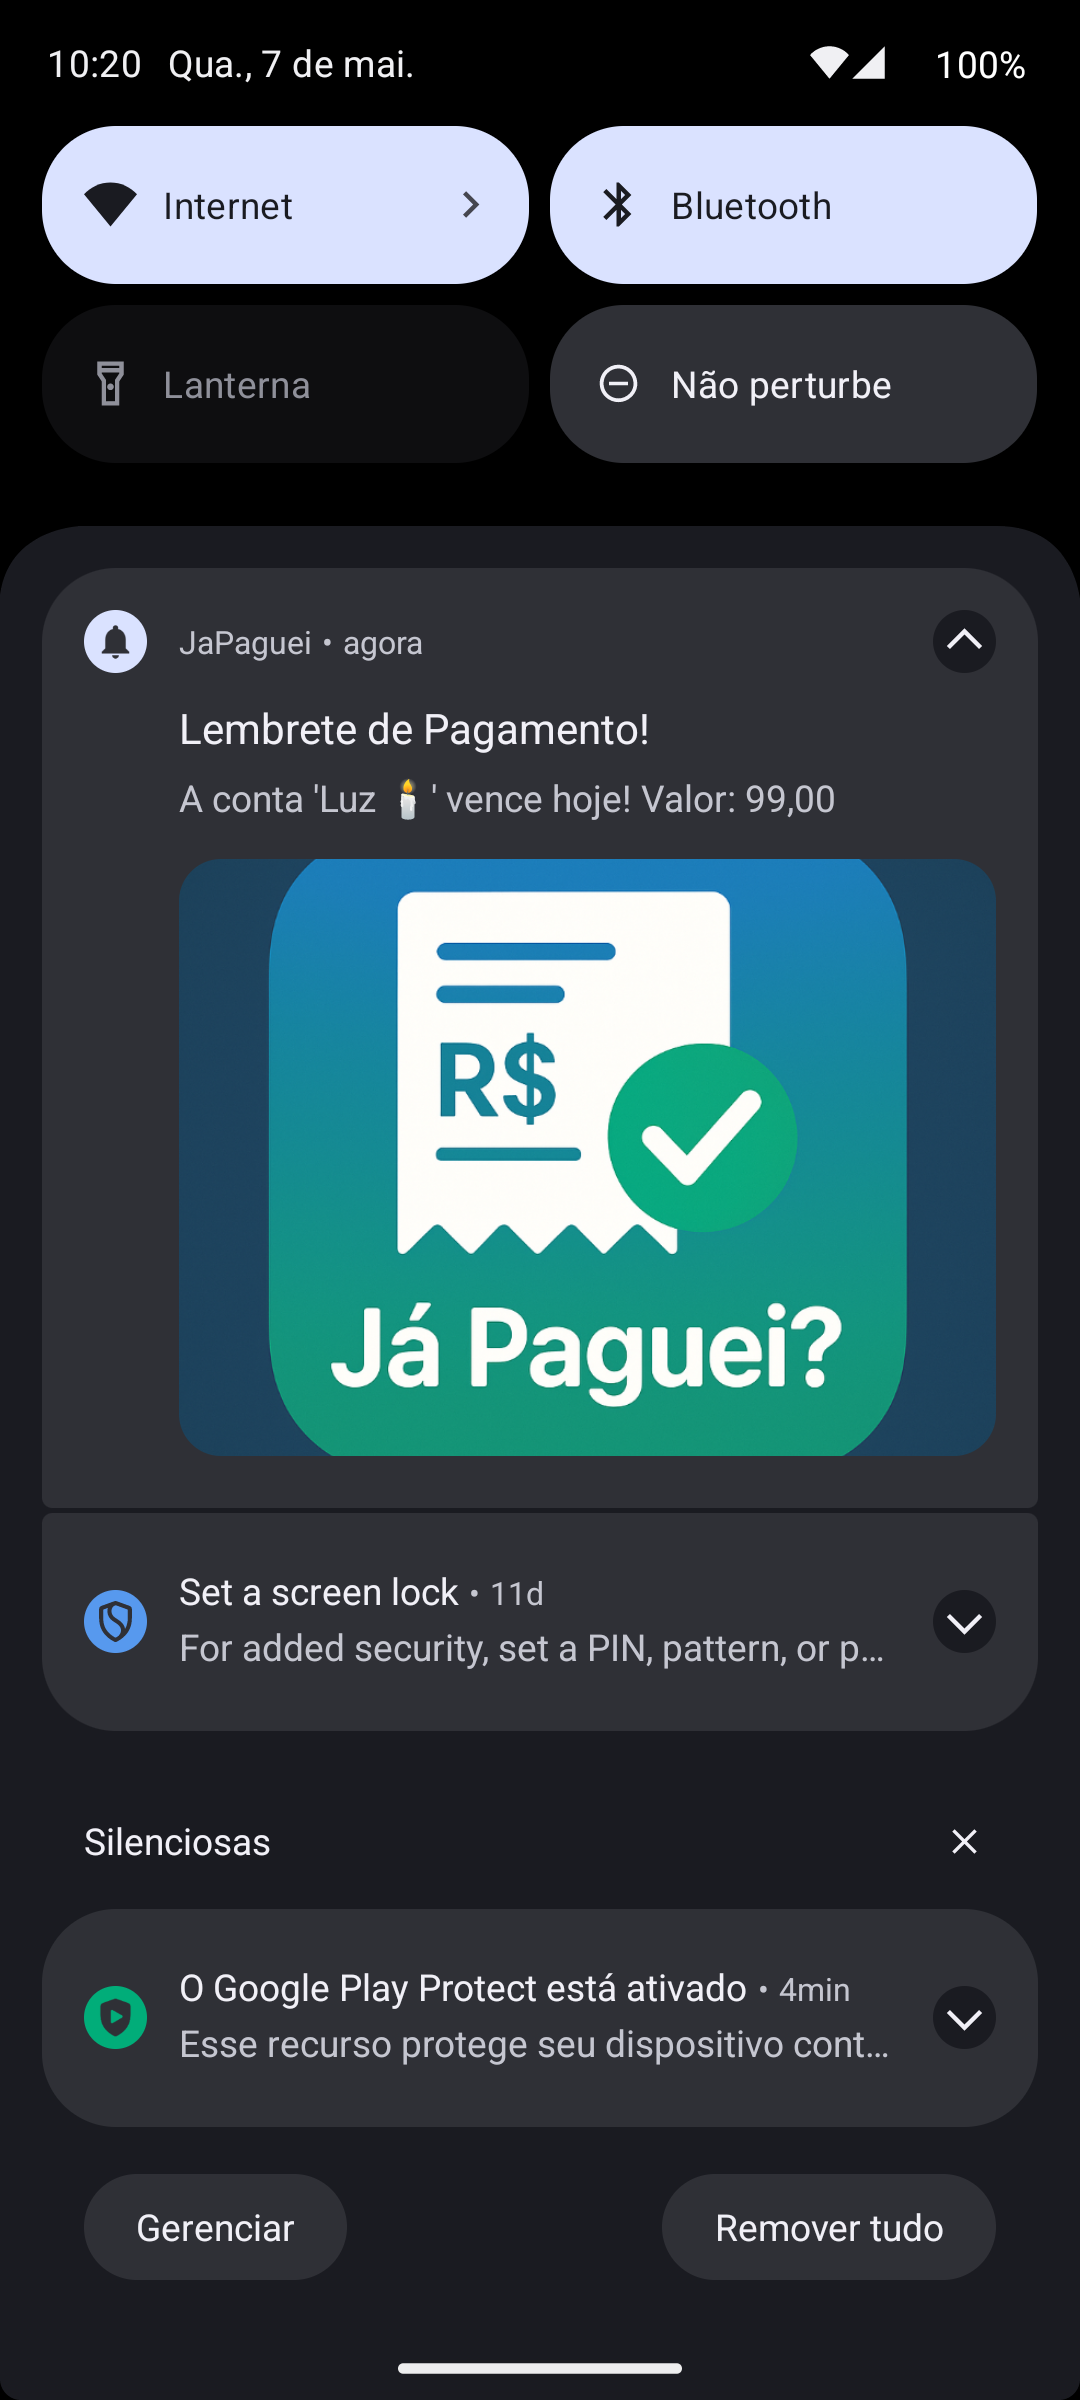 10:20 Qua., 7 de mai. 100%
Internet
Bluetooth
Lanterna
Não perturbe
JaPaguei • agora
Lembrete de Pagamento!
A conta 'Luz 🕯️' vence hoje! Valor: 99,00
R$
Já Paguei?
Set a screen lock • 11d
For added security, set a PIN, pattern, or p...
Silenciosas
O Google Play Protect está ativado • 4min
Esse recurso protege seu dispositivo cont...
Gerenciar
Remover tudo